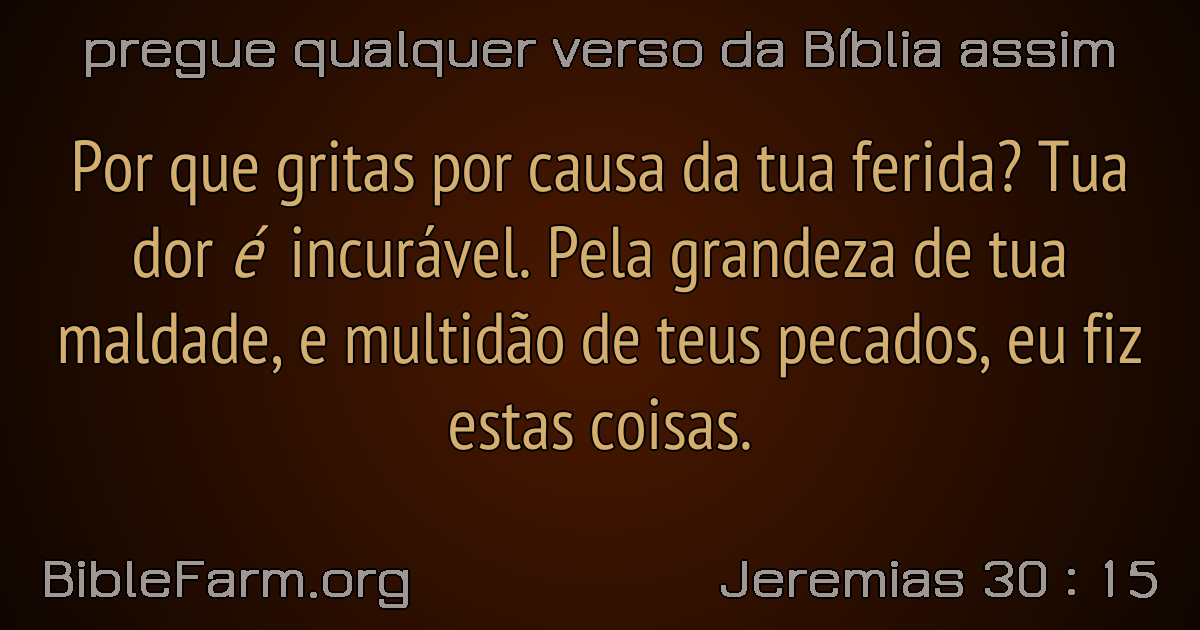 pregue qualquer verso da Bíblia assim
Por que gritas por causa da tua ferida? Tua
dor é incurável. Pela grandeza de tua
maldade, e multidão de teus pecados, eu fiz
estas coisas.
BibleFarm.org
Jeremias 30 : 15